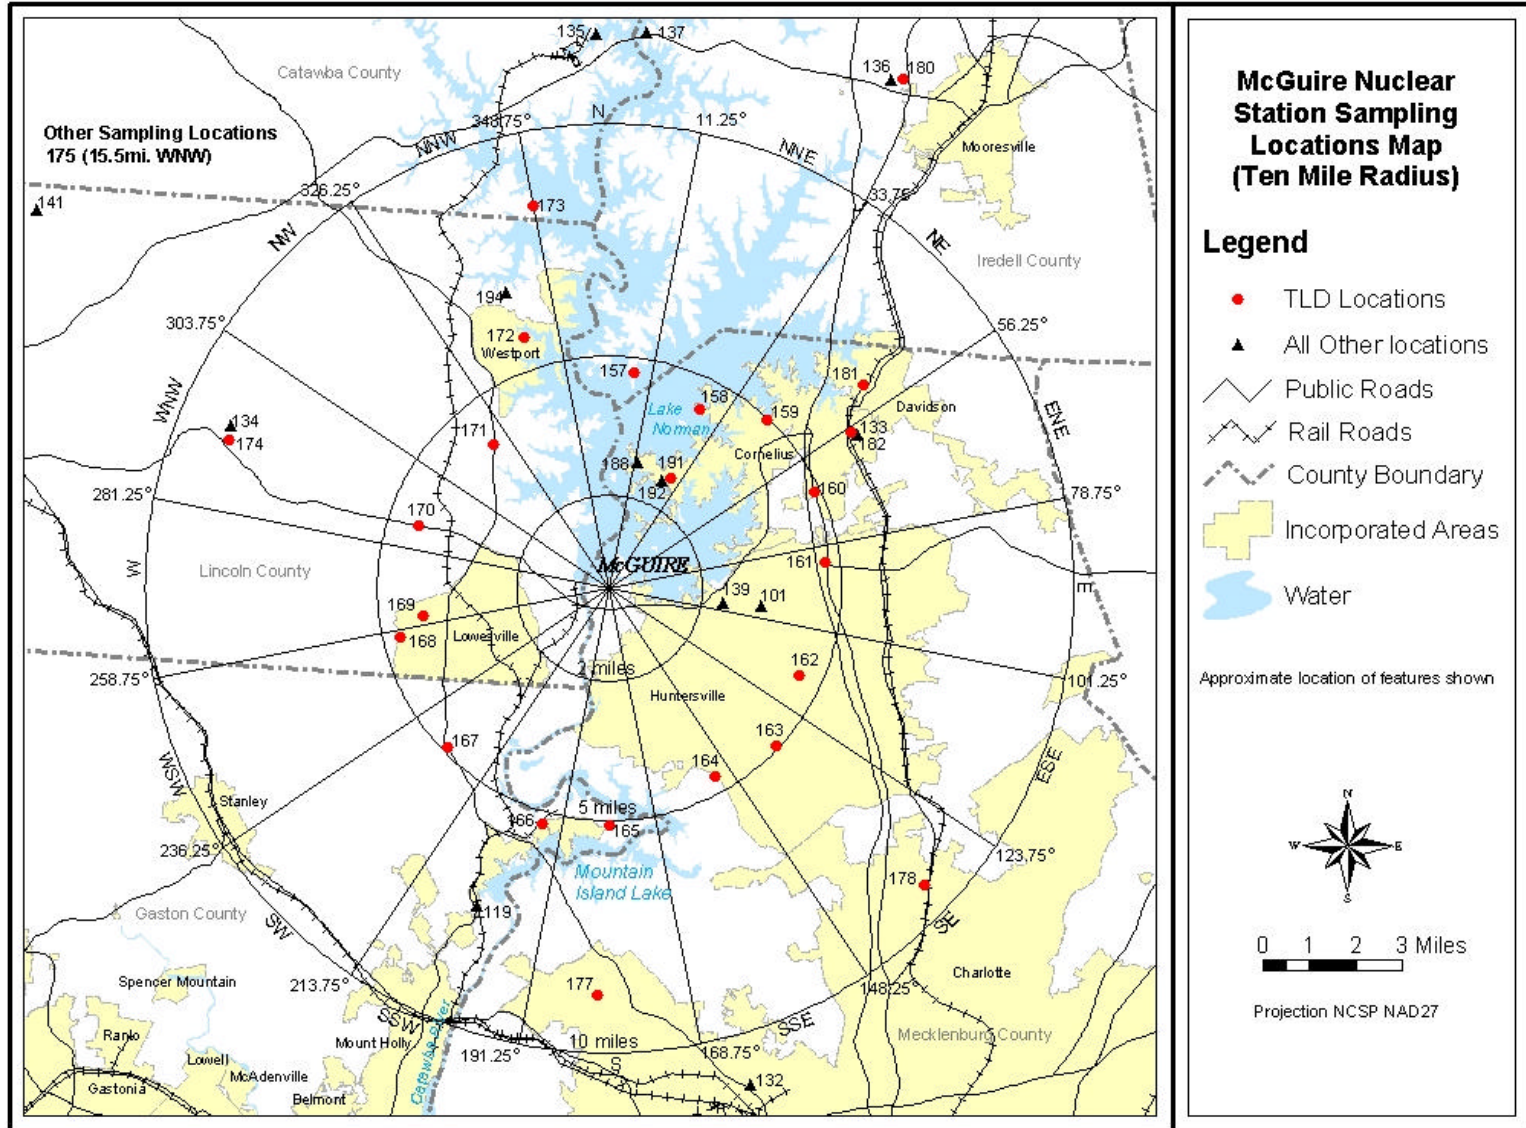 135
137
Catawba County
136
180
Other Sampling Locations
175 (15.5mi. WNW)
348.75°
N
11.25°
NNW
NNE
Mooresville
326.25°
33.75°
141
173
NW
NE
Iredell County
194
303.75°
56.25°
172
Westport
157
181
WNW
158
159
Davidson
ENE
Lake
Norman
134
174
171
133
182
Cornelius
188
191
192
160
281.25°
78.75°
170
W
Lincoln County
McGUIRE
161
E
139
101
169
168
Lowesville
162
2 miles
258.75°
101.25°
Huntersville
167
163
164
WSW
ESE
Stanley
5 miles
166
165
236.25°
123.75°
Mountain
Island Lake
178
Gaston County
119
SW
SE
Spencer Mountain
213.75°
177
148.25°
Charlotte
SSW
SSE
Ranlo
Mount Holly
Catawba River
191.25°
10 miles
168.75°
Mecklenburg County
Lowell
S
McAdenville
132
Gastonia
Belmont
McGuire Nuclear
Station Sampling
Locations Map
(Ten Mile Radius)
Legend
TLD Locations
All Other locations
Public Roads
Rail Roads
County Boundary
Incorporated Areas
Water
Approximate location of features shown
N
W
E
S
0 1 2 3 Miles
Projection NCSP NAD27